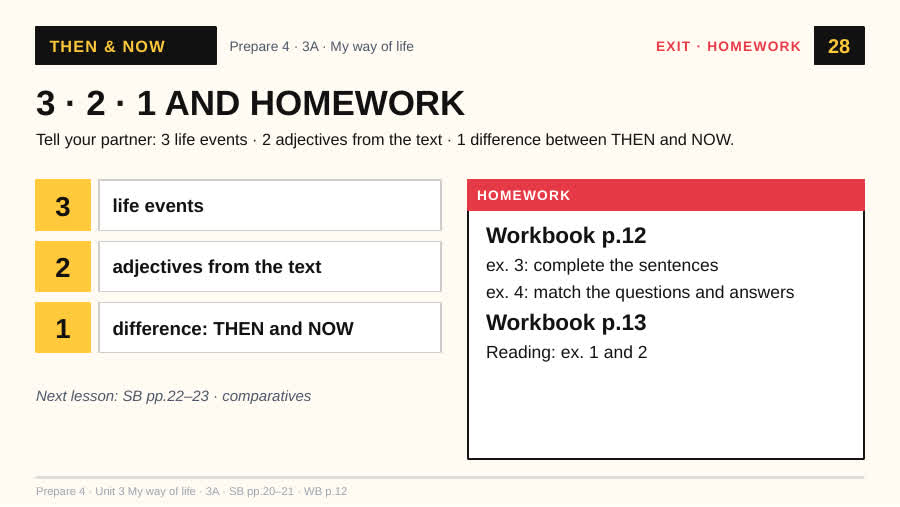 THEN & NOW
Prepare 4 · 3A · My way of life
EXIT · HOMEWORK
28
3 · 2 · 1 AND HOMEWORK
Tell your partner: 3 life events · 2 adjectives from the text · 1 difference between THEN and NOW.
3
life events
2
adjectives from the text
1
difference: THEN and NOW
Next lesson: SB pp.22–23 · comparatives
HOMEWORK
Workbook p.12
ex. 3: complete the sentences
ex. 4: match the questions and answers
Workbook p.13
Reading: ex. 1 and 2
Prepare 4 · Unit 3 My way of life · 3A · SB pp.20–21 · WB p.12